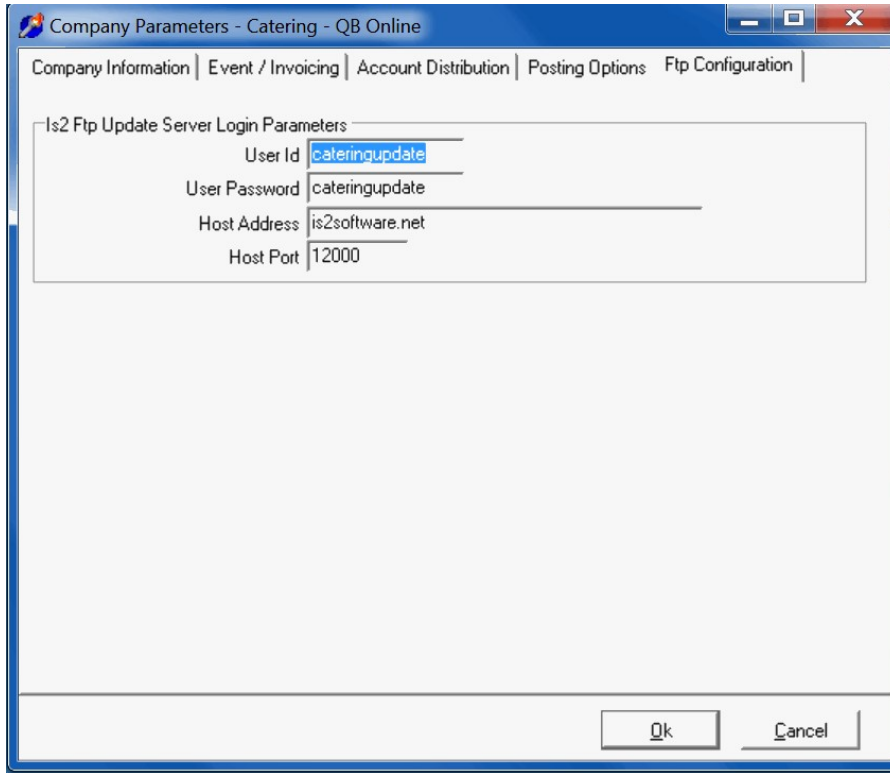 Company Parameters - Catering - QB Online
Company Information Event / Invoicing Account Distribution Posting Options Ftp Configuration
Is2 Ftp Update Server Login Parameters
User Id cateringupdate
User Password cateringupdate
Host Address is2software.net
Host Port 12000
Ok Cancel